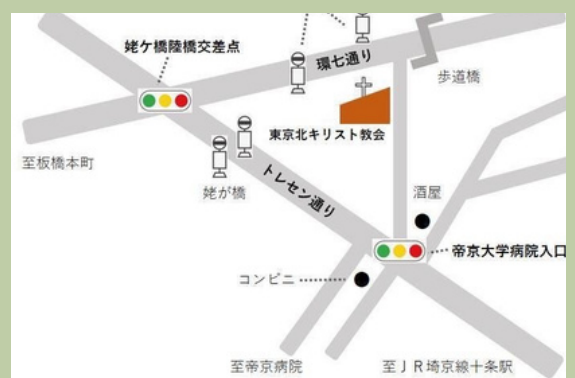 姥ケ橋陸橋交差点
環七通り
歩道橋
東京北キリスト教会
至板橋本町
姥が橋
トレセン通り
酒屋
帝京大学病院入口
コンビニ
至帝京病院
至JR埼京線十条駅